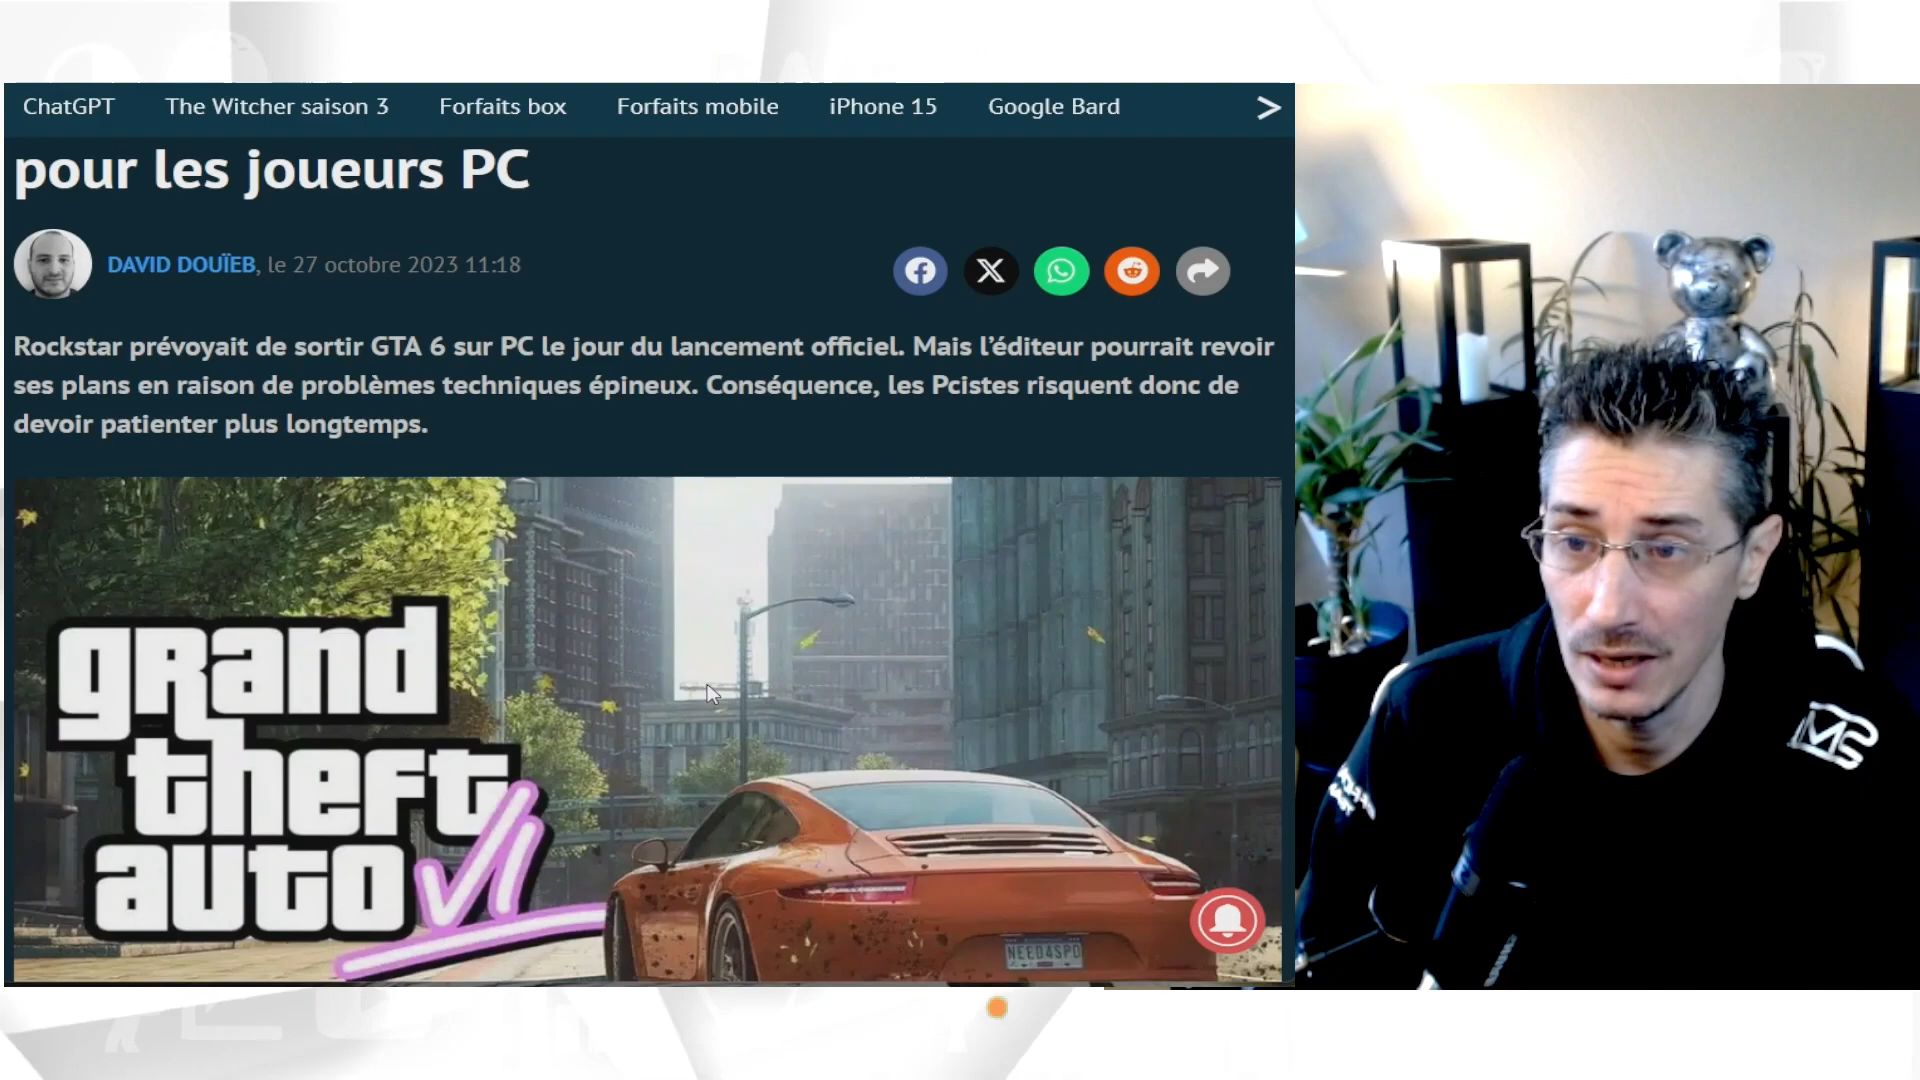 ChatGPT The Witcher saison 3 Forfaits box Forfaits mobile iPhone 15 Google Bard >
pour les joueurs PC
DAVID DOUÏEB, le 27 octobre 2023 11:18
Rockstar prévoyait de sortir GTA 6 sur PC le jour du lancement officiel. Mais l’éditeur pourrait revoir
ses plans en raison de problèmes techniques épineux. Conséquence, les Pcistes risquent donc de
devoir patienter plus longtemps.
grand
theft
auto VI
NEED4SPD
MS